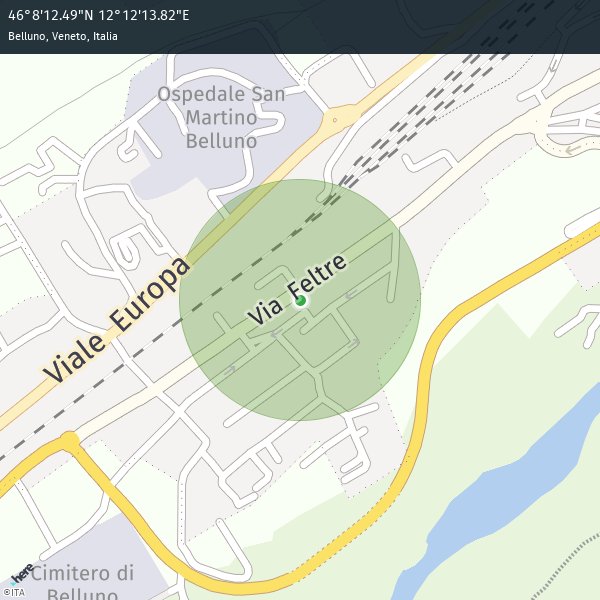 46°8'12.49"N 12°12'13.82"E
Belluno, Veneto, Italia
Ospedale San
Martino
Belluno
Viale Europa
Via Feltre
Cimitero di
Belluno
here
©ITA